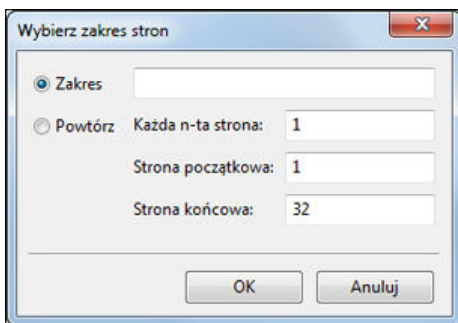 Wybierz zakres stron
Zakres
Powtórz Każda n-ta strona: 1
Strona początkowa: 1
Strona końcowa: 32
OK Anuluj